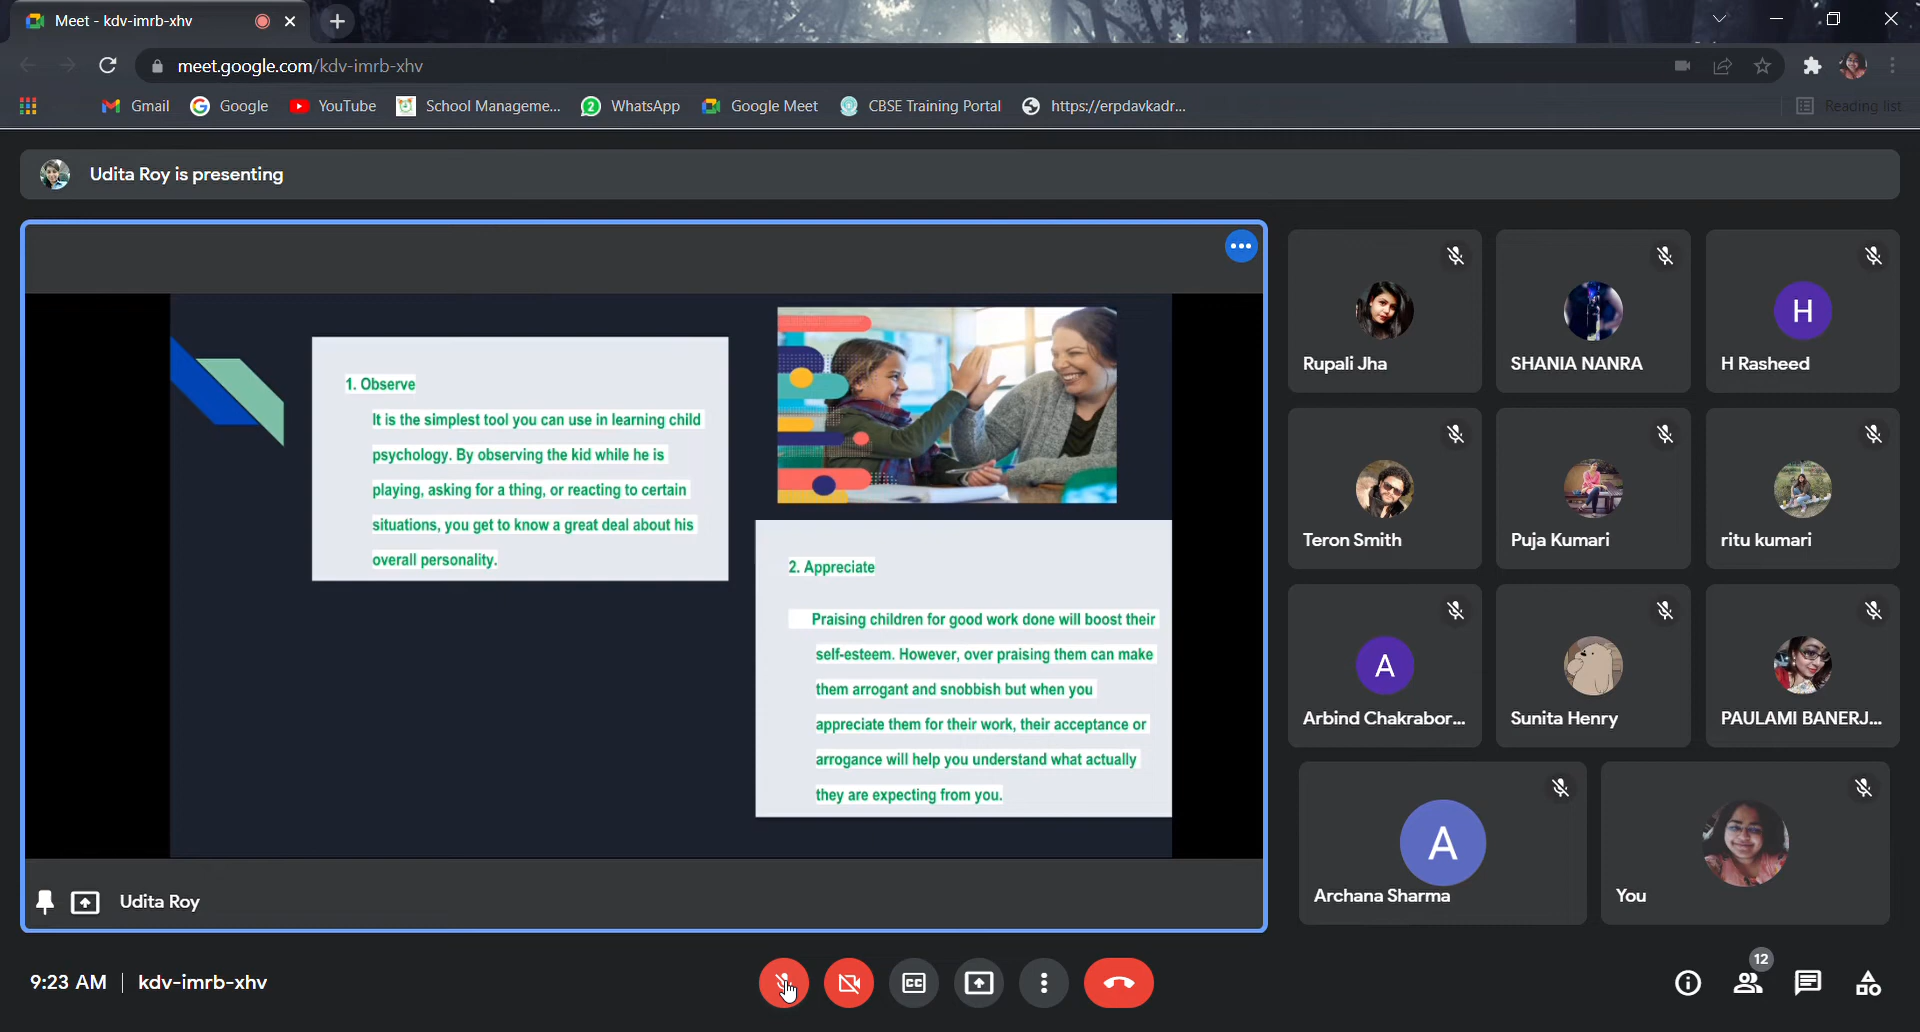 Meet - kdv-imrb-xhv
meet.google.com/kdv-imrb-xhv
Gmail Google YouTube School Manageme... 2 WhatsApp Google Meet CBSE Training Portal https://erpdavkadr... Reading list
Udita Roy is presenting
1. Observe
It is the simplest tool you can use in learning child
psychology. By observing the kid while he is
playing, asking for a thing, or reacting to certain
situations, you get to know a great deal about his
overall personality.
2. Appreciate
Praising children for good work done will boost their
self-esteem. However, over praising them can make
them arrogant and snobbish but when you
appreciate them for their work, their acceptance or
arrogance will help you understand what actually
they are expecting from you.
Udita Roy
Rupali Jha
SHANIA NANRA
H
H Rasheed
Teron Smith
Puja Kumari
ritu kumari
A
Arbind Chakrabor...
Sunita Henry
PAULAMI BANERJ...
A
Archana Sharma
You
9:23 AM | kdv-imrb-xhv
CC
12